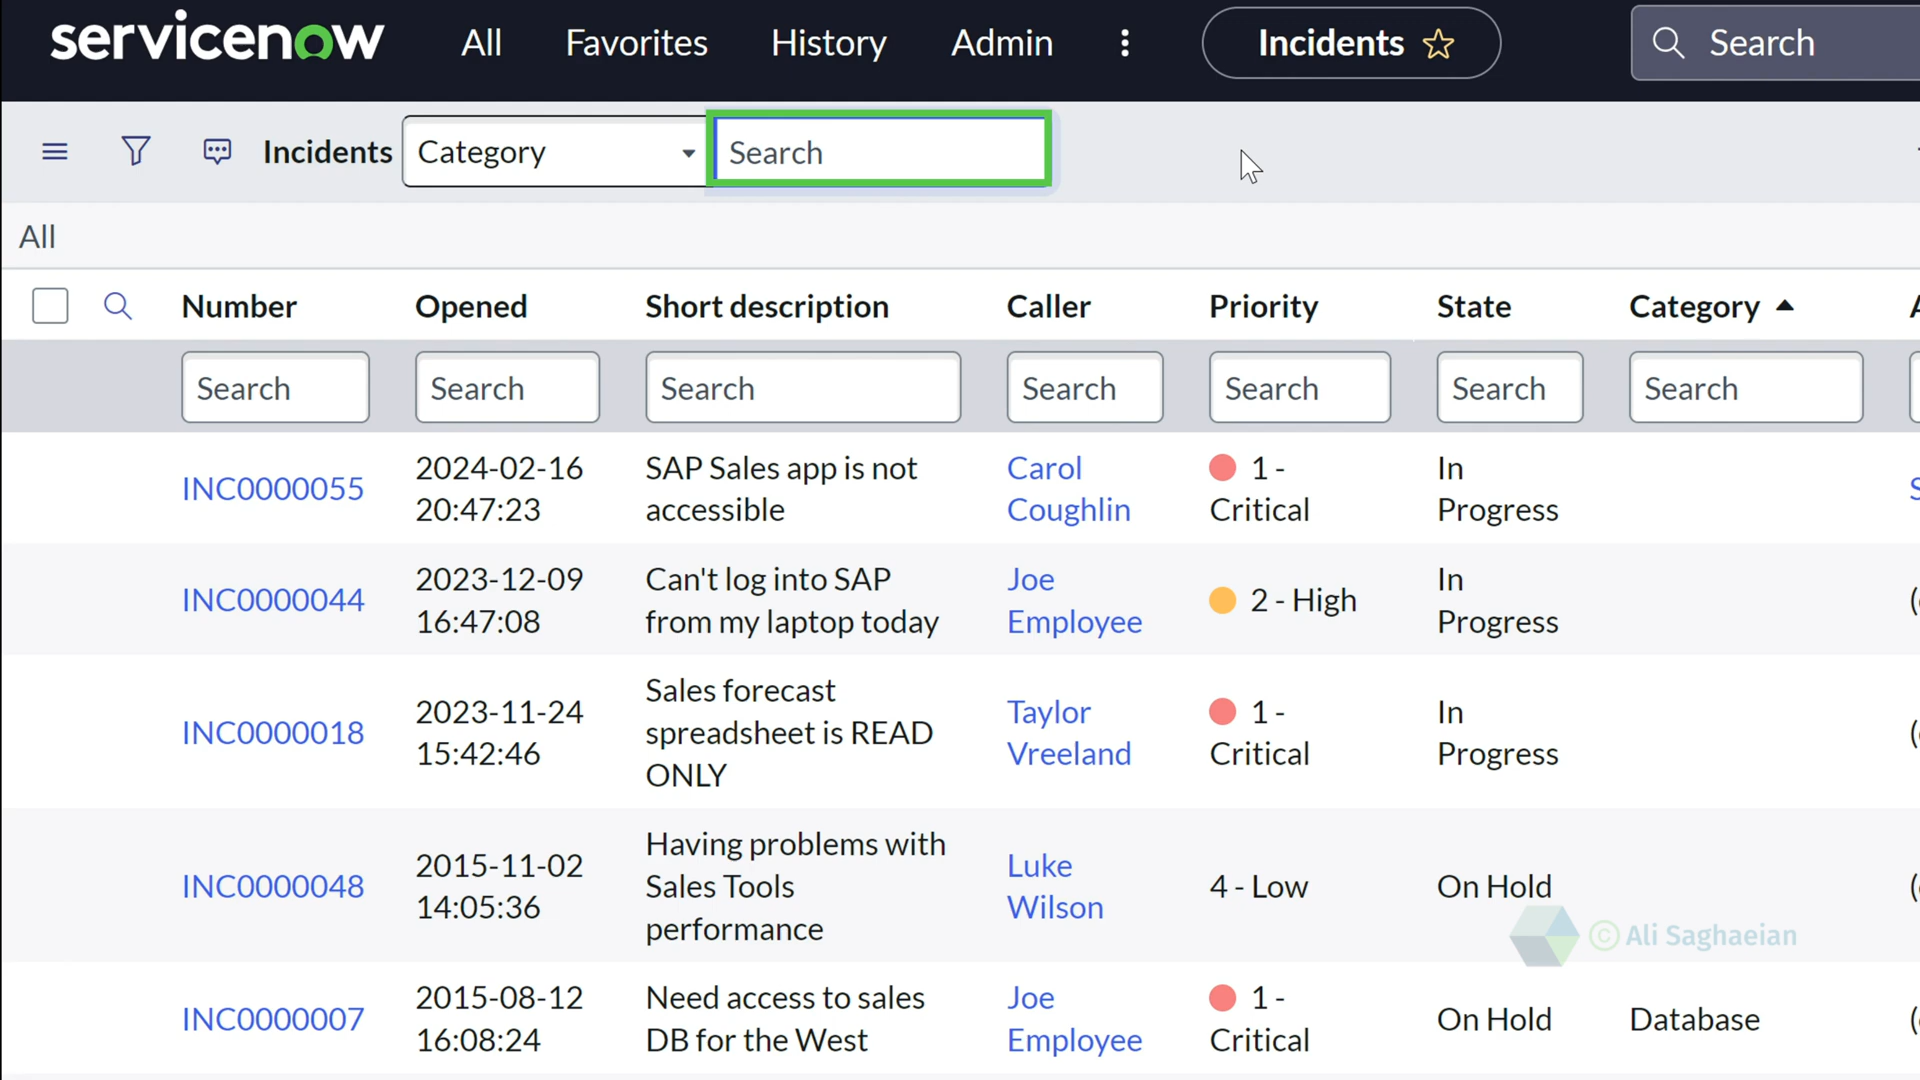 servicenow All Favorites History Admin Incidents Search
Incidents Category Search
All
Number Opened Short description Caller Priority State Category
Search Search Search Search Search Search Search
INC0000055 2024-02-16 20:47:23 SAP Sales app is not accessible Carol Coughlin 1 - Critical In Progress
INC0000044 2023-12-09 16:47:08 Can't log into SAP from my laptop today Joe Employee 2 - High In Progress
INC0000018 2023-11-24 15:42:46 Sales forecast spreadsheet is READ ONLY Taylor Vreeland 1 - Critical In Progress
INC0000048 2015-11-02 14:05:36 Having problems with Sales Tools performance Luke Wilson 4 - Low On Hold
© Ali Saghaeian
INC0000007 2015-08-12 16:08:24 Need access to sales DB for the West Joe Employee 1 - Critical On Hold Database